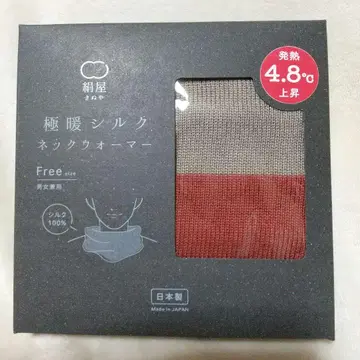 絹屋
きぬや
極暖シルク
ネックウォーマー
Free size
男女兼用
シルク
100%
発熱
4.8℃
上昇
日本製
Made in JAPAN